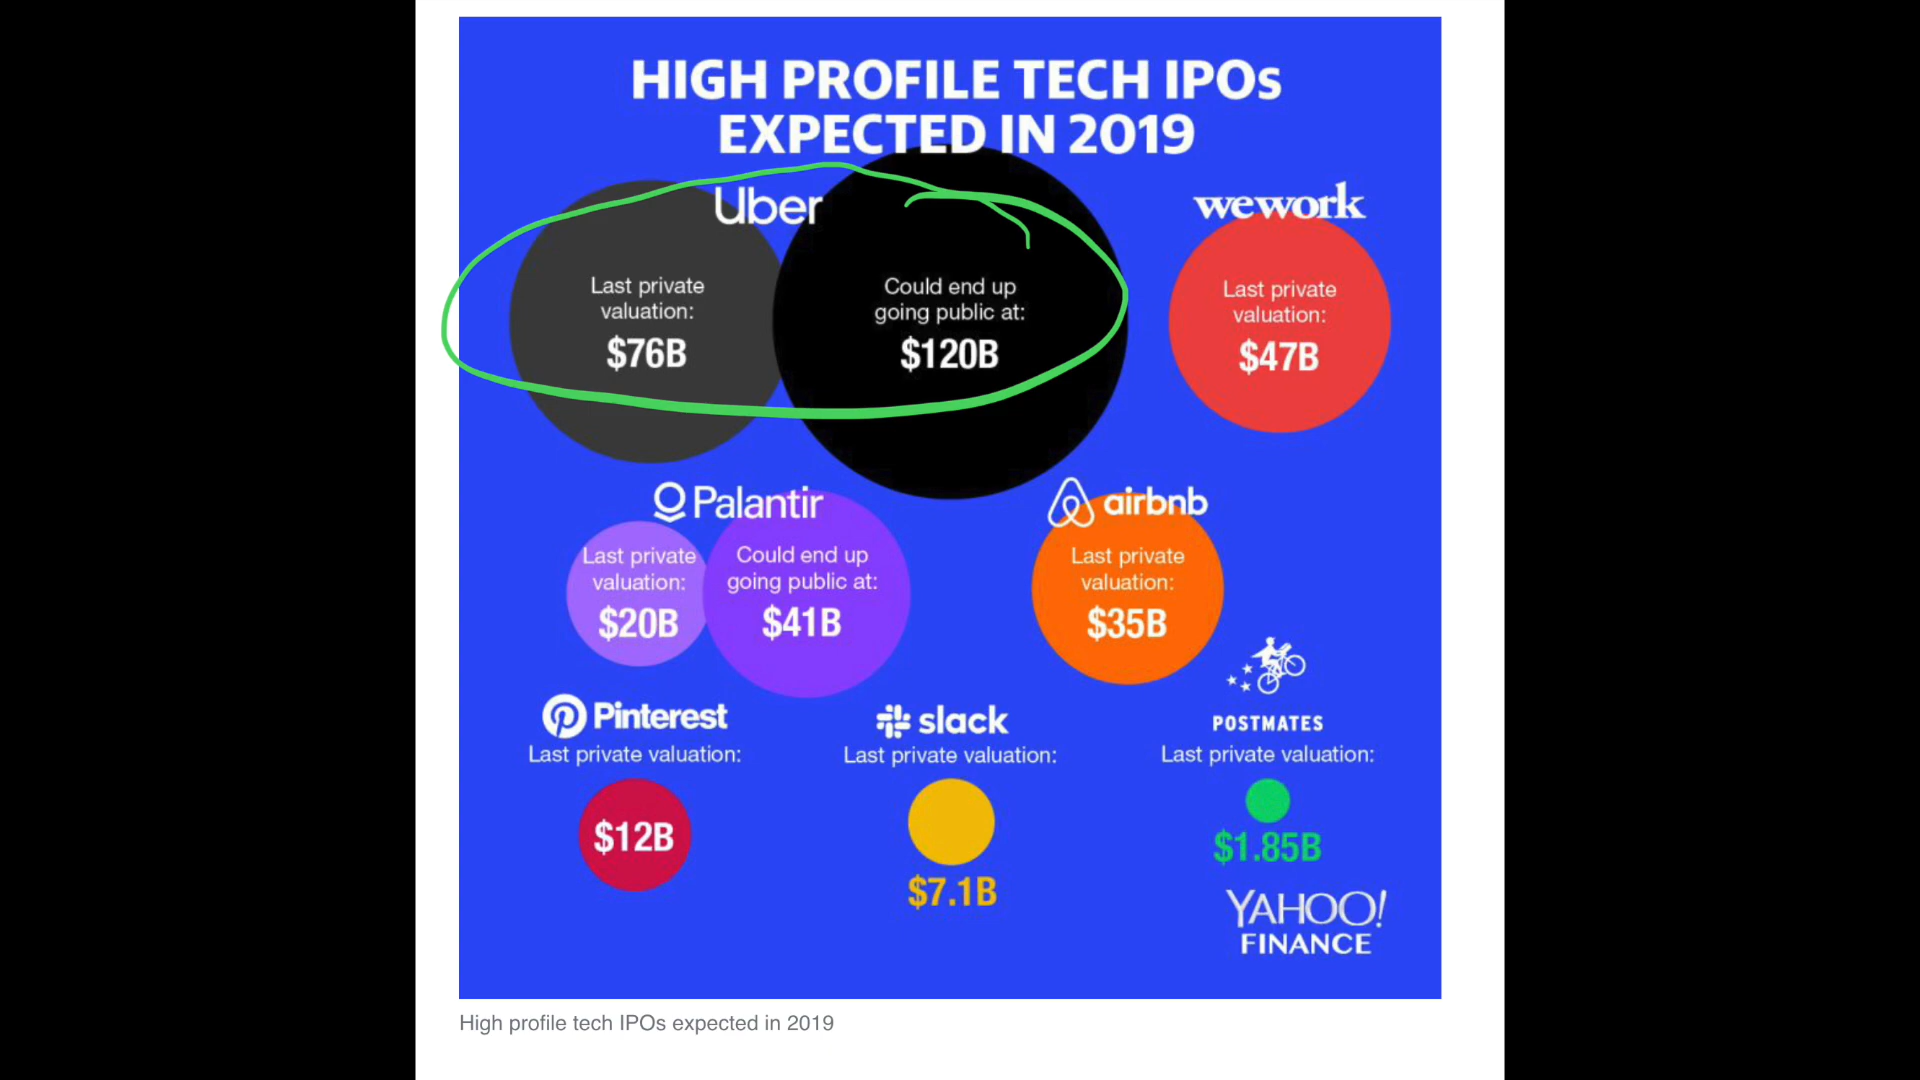 HIGH PROFILE TECH IPOs
EXPECTED IN 2019
Uber
Last private
valuation:
$76B
Could end up
going public at:
$120B
wework
Last private
valuation:
$47B
Palantir
Last private
valuation:
$20B
Could end up
going public at:
$41B
airbnb
Last private
valuation:
$35B
Pinterest
Last private valuation:
$12B
slack
Last private valuation:
$7.1B
POSTMATES
Last private valuation:
$1.85B
YAHOO!
FINANCE
High profile tech IPOs expected in 2019